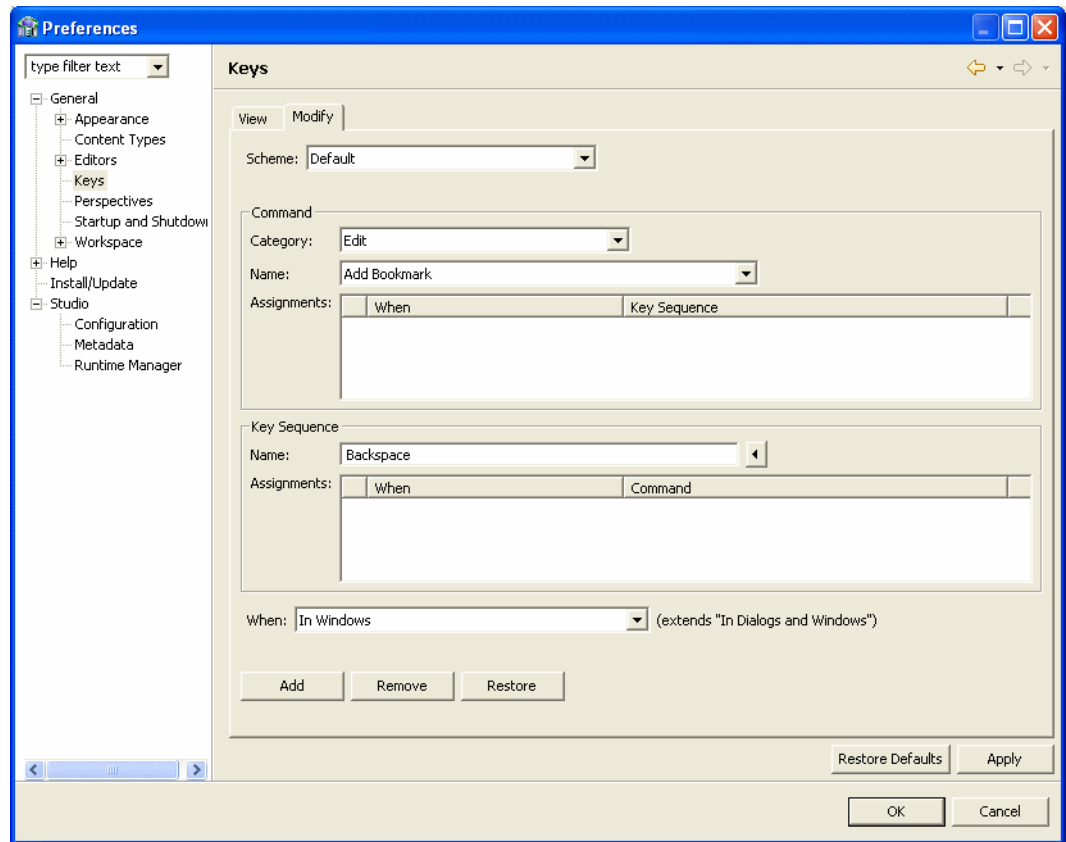 Preferences
type filter text
General
Appearance
Content Types
Editors
Keys
Perspectives
Startup and Shutdown
Workspace
Help
Install/Update
Studio
Configuration
Metadata
Runtime Manager
Keys
View Modify
Scheme: Default
Command
Category: Edit
Name: Add Bookmark
Assignments: When Key Sequence
Key Sequence
Name: Backspace
Assignments: When Command
When: In Windows (extends "In Dialogs and Windows")
Add Remove Restore
Restore Defaults Apply
OK Cancel